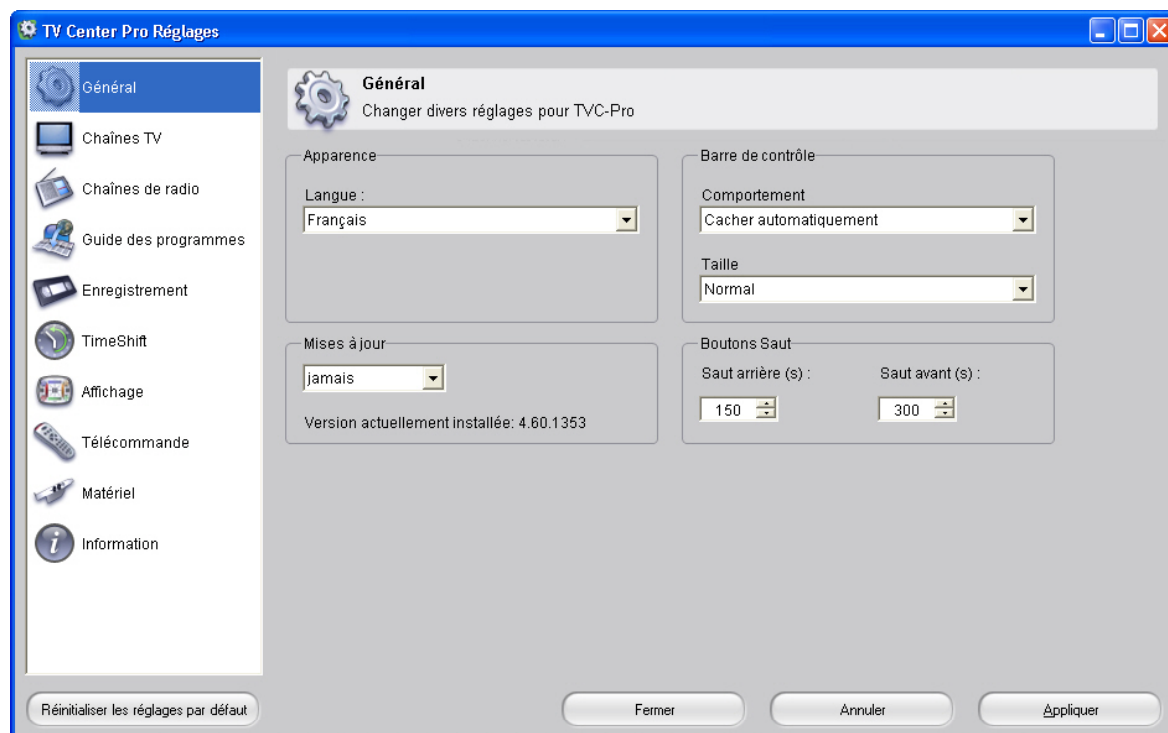 TV Center Pro Réglages
Général
Chaînes TV
Chaînes de radio
Guide des programmes
Enregistrement
TimeShift
Affichage
Télécommande
Matériel
Information
Réinitialiser les réglages par défaut
Général
Changer divers réglages pour TVC-Pro
Apparence
Langue :
Français
Barre de contrôle
Comportement
Cacher automatiquement
Taille
Normal
Mises à jour
jamais
Version actuellement installée: 4.60.1353
Boutons Saut
Saut arrière (s) : Saut avant (s) :
150 300
Fermer Annuler Appliquer